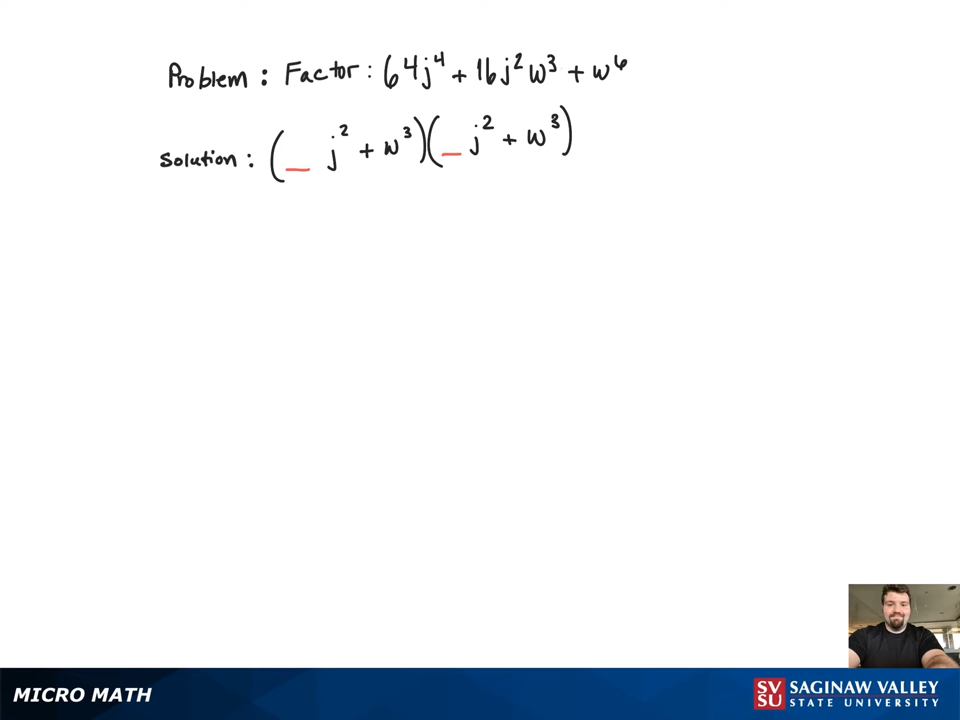 Problem : Factor : 64j⁴ + 16j²w³ + w⁶
Solution : (_ j² + w³)(_ j² + w³)
MICRO MATH
SV SU SAGINAW VALLEY
STATE UNIVERSITY